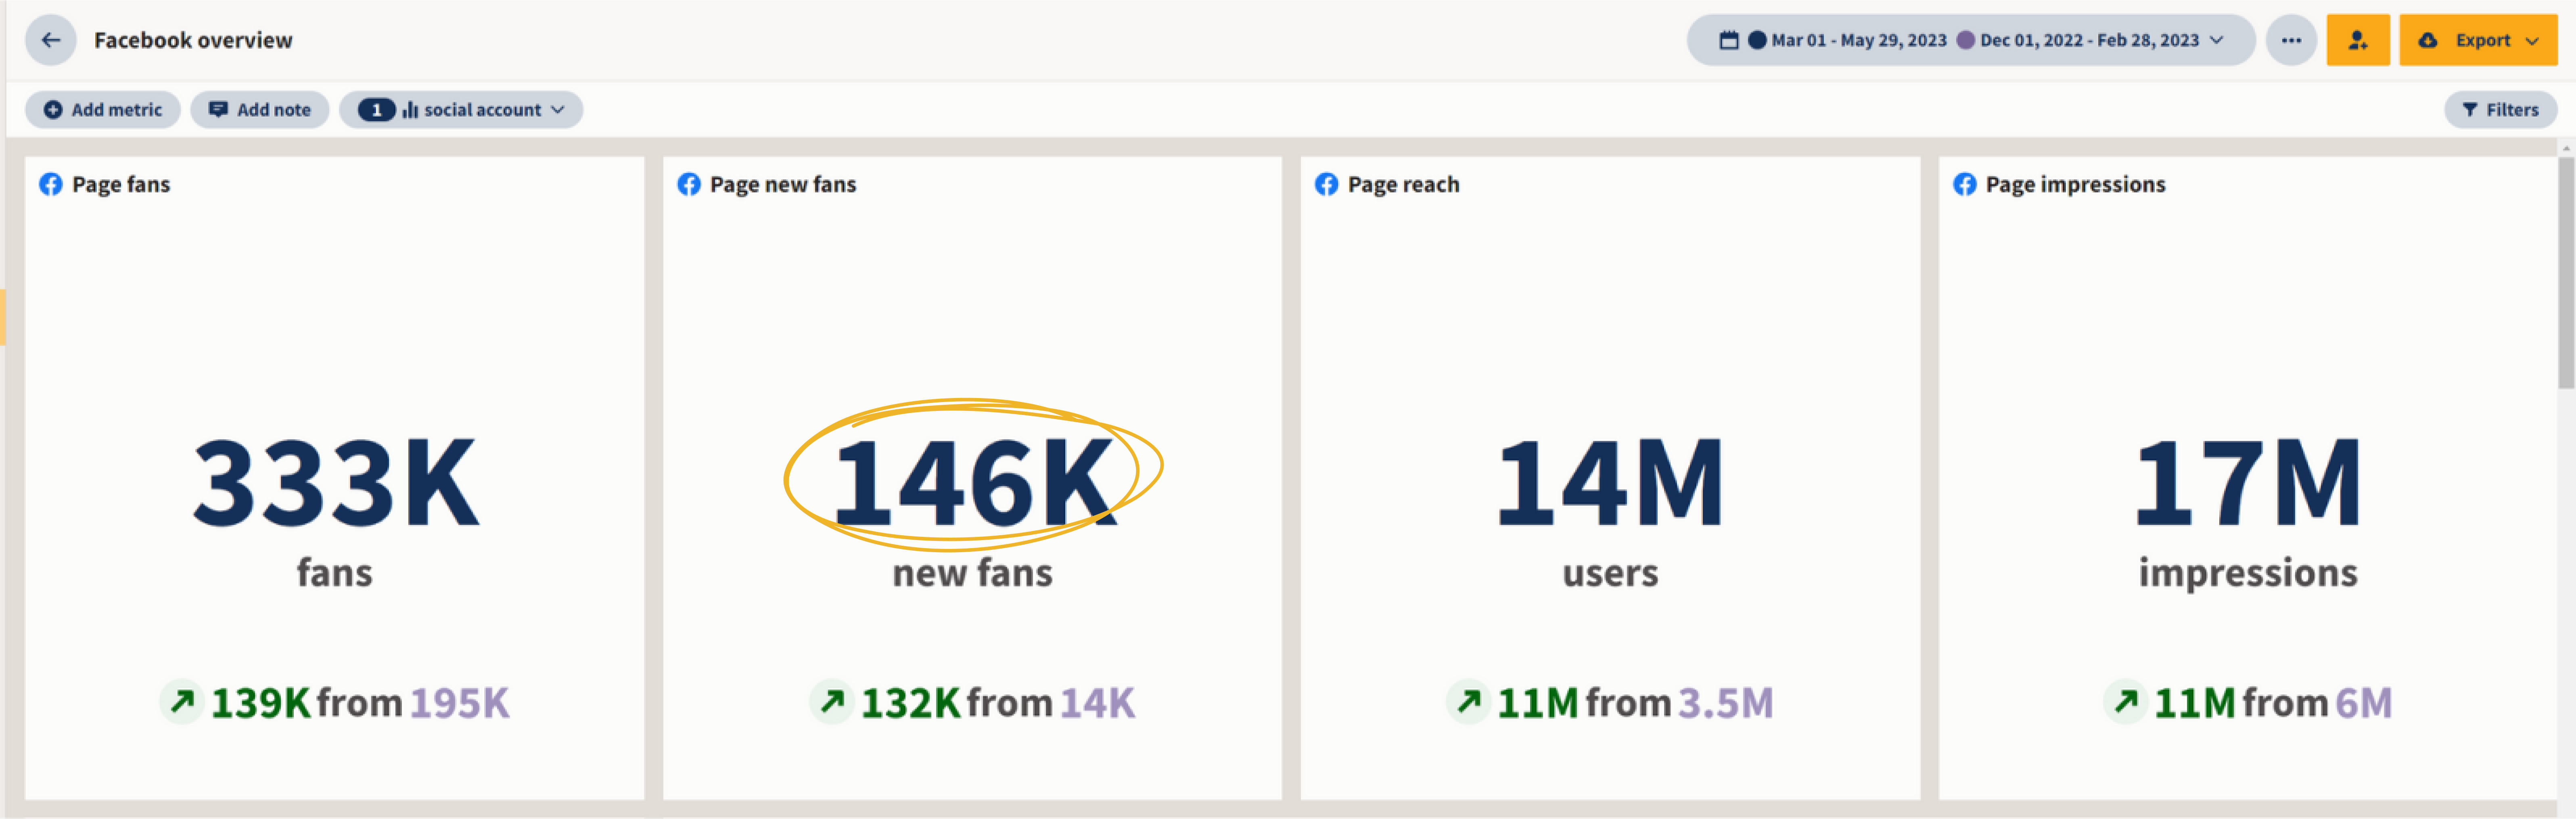 Facebook overview
Mar 01 - May 29, 2023 Dec 01, 2022 - Feb 28, 2023
Export
Add metric
Add note
1 social account
Filters
Page fans
333K
fans
139K from 195K
Page new fans
146K
new fans
132K from 14K
Page reach
14M
users
11M from 3.5M
Page impressions
17M
impressions
11M from 6M